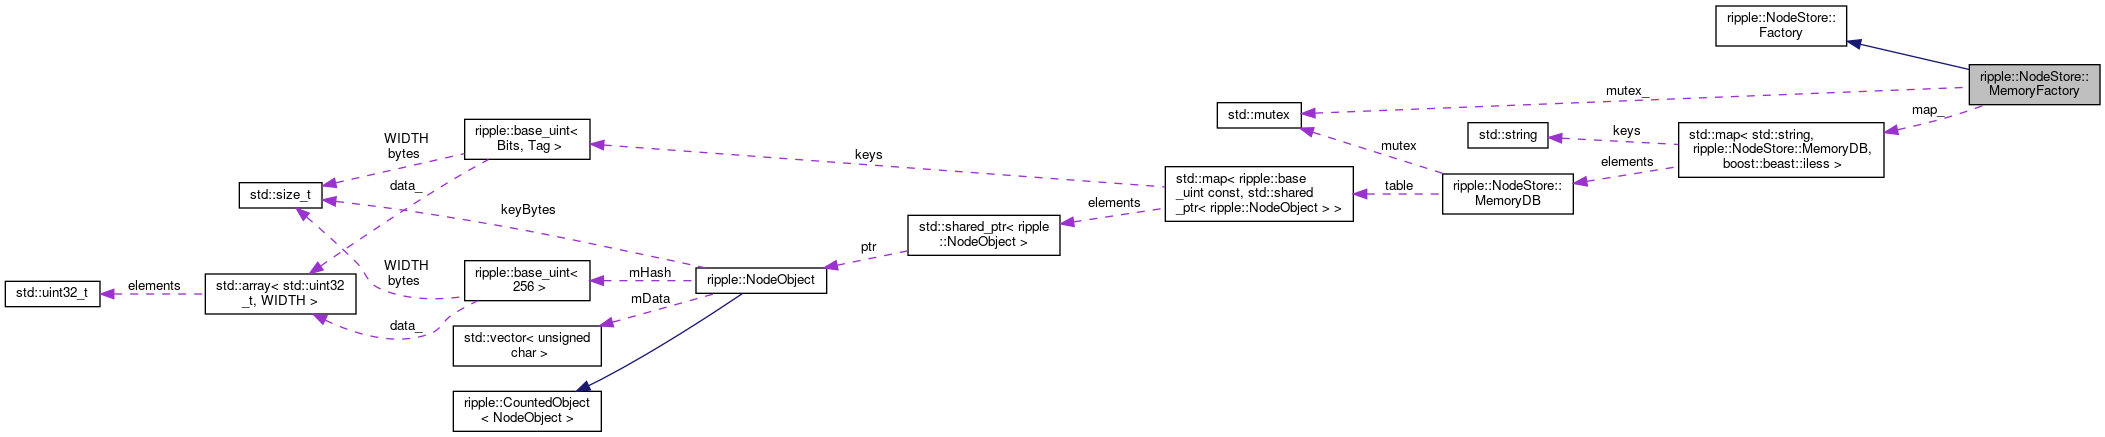 ripple::NodeStore::
Factory
ripple::NodeStore::
MemoryFactory
mutex_
map_
std::mutex
std::string
keys
std::map< std::string,
ripple::NodeStore::MemoryDB,
boost::beast::iless >
elements
mutex
ripple::NodeStore::
MemoryDB
table
std::map< ripple::base
_uint const, std::shared
_ptr< ripple::NodeObject > >
keys
elements
std::shared_ptr< ripple
::NodeObject >
ptr
ripple::base_uint<
Bits, Tag >
WIDTH
bytes
data_
std::size_t
keyBytes
WIDTH
bytes
ripple::base_uint<
256 >
mHash
ripple::NodeObject
mData
std::uint32_t
elements
std::array< std::uint32
_t, WIDTH >
data_
std::vector< unsigned
char >
ripple::CountedObject
< NodeObject >